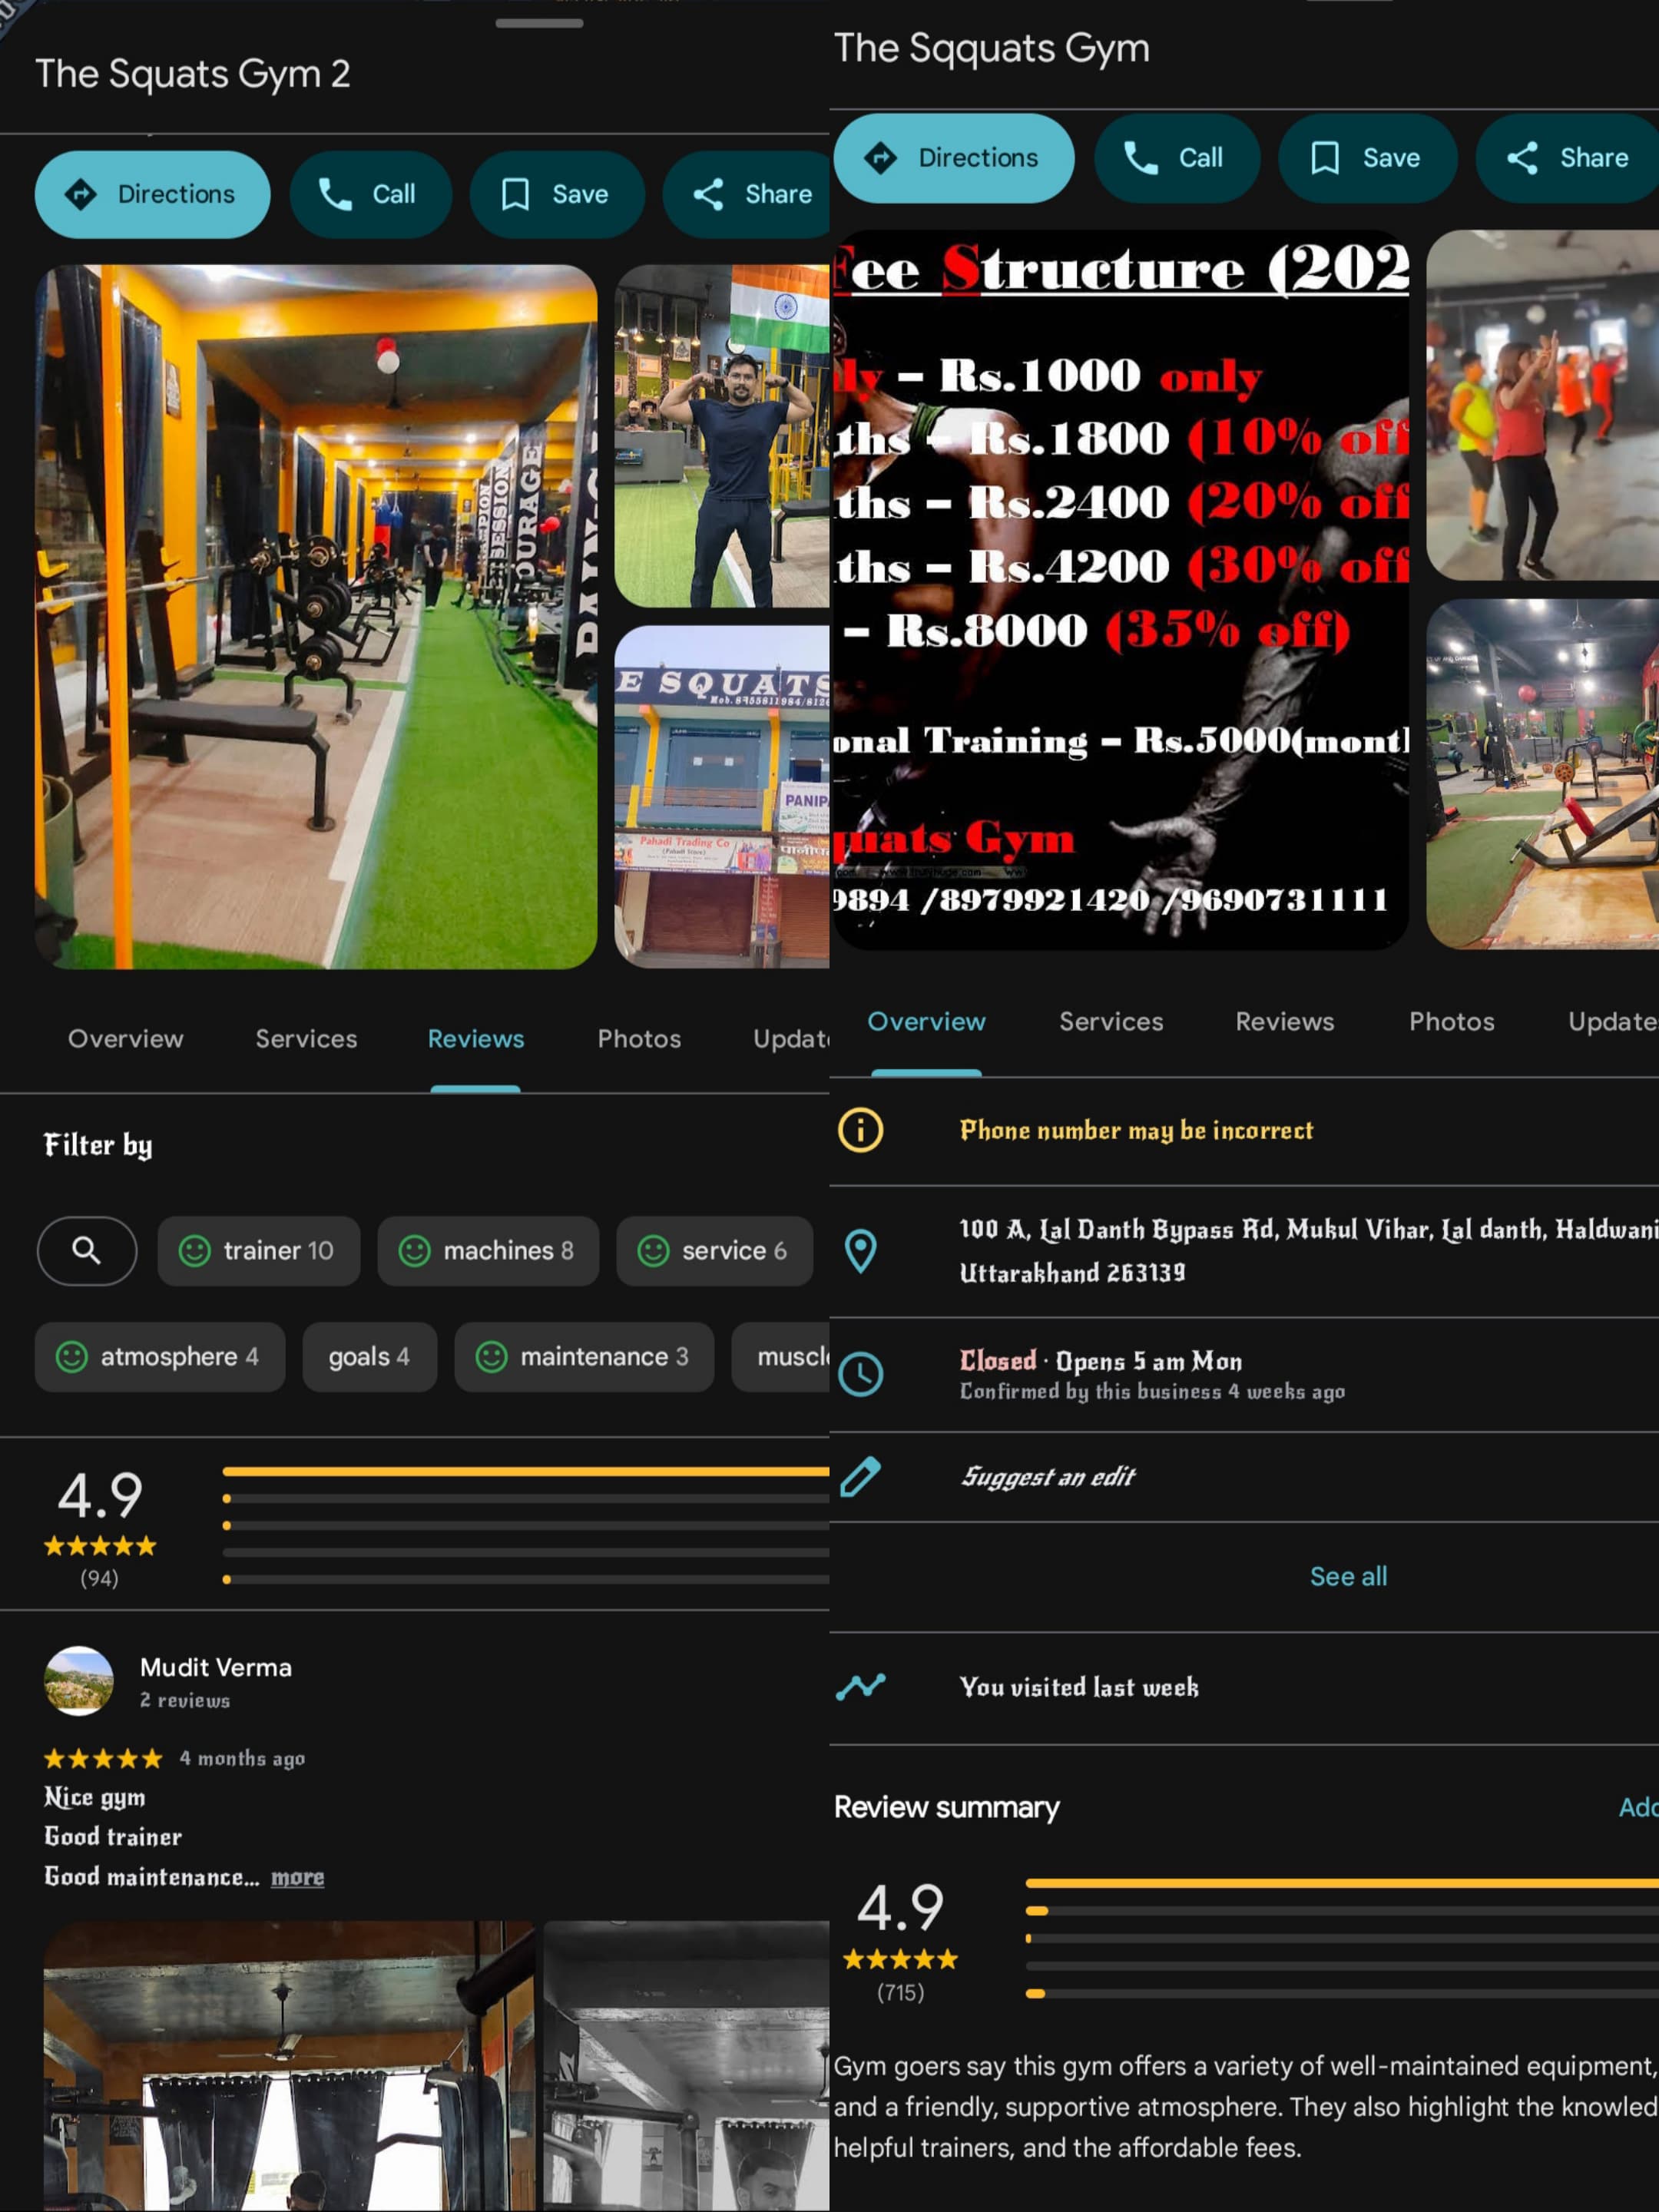 The Squats Gym 2
Directions
Call
Save
Share
OURAGE
E SQUATS
Pahadi Trading Co
PANIP
Overview
Services
Reviews
Photos
Updat
Filter by
trainer 10
machines 8
service 6
atmosphere 4
goals 4
maintenance 3
muscl
4.9
(94)
Mudit Verma
2 reviews
4 months ago
Nice gym
Good trainer
Good maintenance... more
The Sqquats Gym
Directions
Call
Save
Share
Fee Structure (202
ly – Rs.1000 only
ths – Rs.1800 (10% off
ths – Rs.2400 (20% off
ths – Rs.4200 (30% off
– Rs.8000 (35% off)
onal Training – Rs.5000(mont
quats Gym
9894 /8979921420 /9690731111
Overview
Services
Reviews
Photos
Update
Phone number may be incorrect
100 A, Lal Danth Bypass Rd, Mukul Vihar, Lal danth, Haldwani
Uttarakhand 263139
Closed · Opens 5 am Mon
Confirmed by this business 4 weeks ago
Suggest an edit
See all
You visited last week
Review summary
Add
4.9
(715)
Gym goers say this gym offers a variety of well-maintained equipment,
and a friendly, supportive atmosphere. They also highlight the knowled
helpful trainers, and the affordable fees.